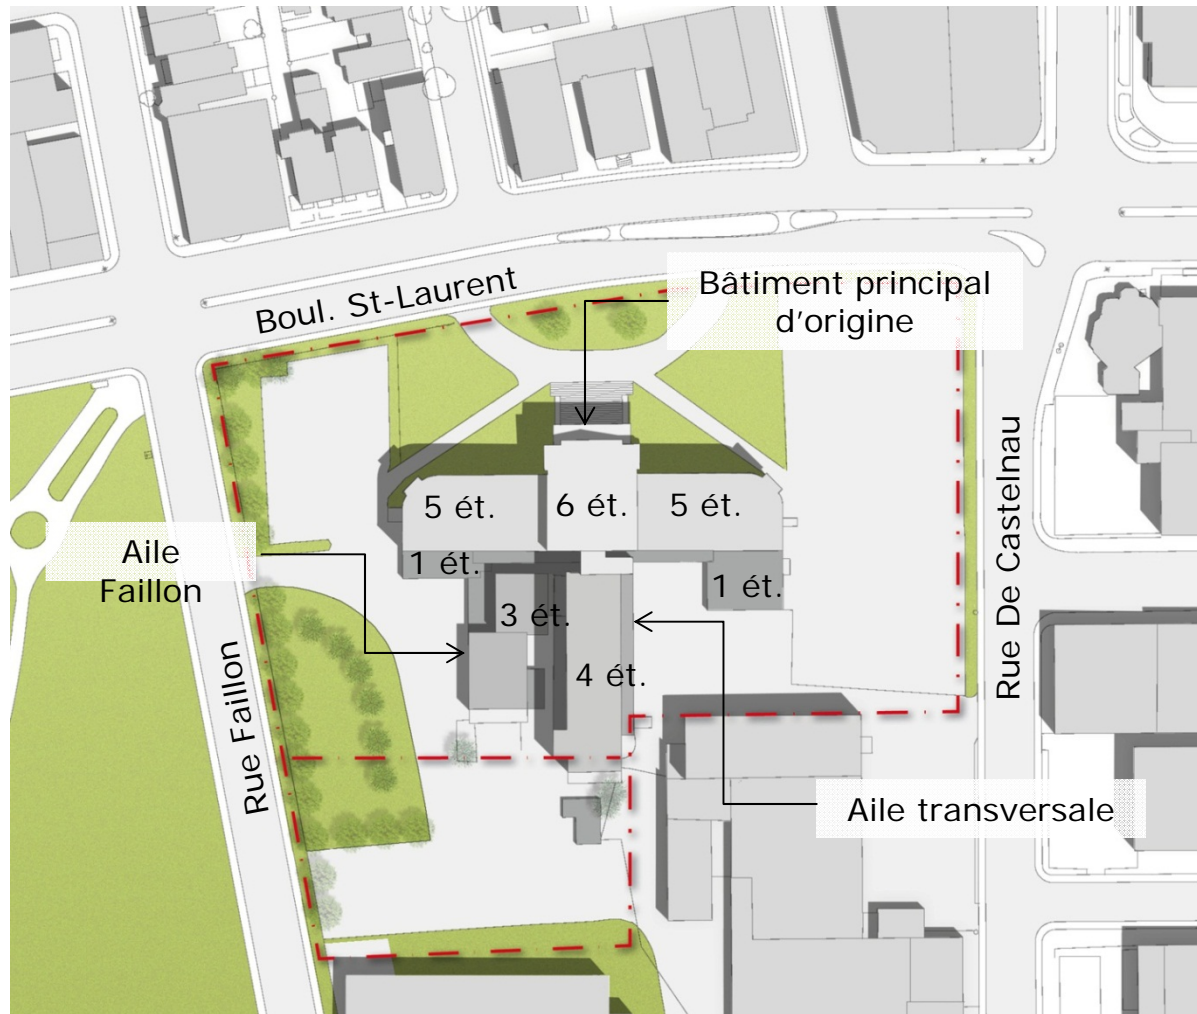 Boul. St-Laurent
Bâtiment principal
d'origine
5 ét.
6 ét.
5 ét.
Aile
Faillon
1 ét.
1 ét.
3 ét.
4 ét.
Rue Faillon
Rue De Castelnau
Aile transversale